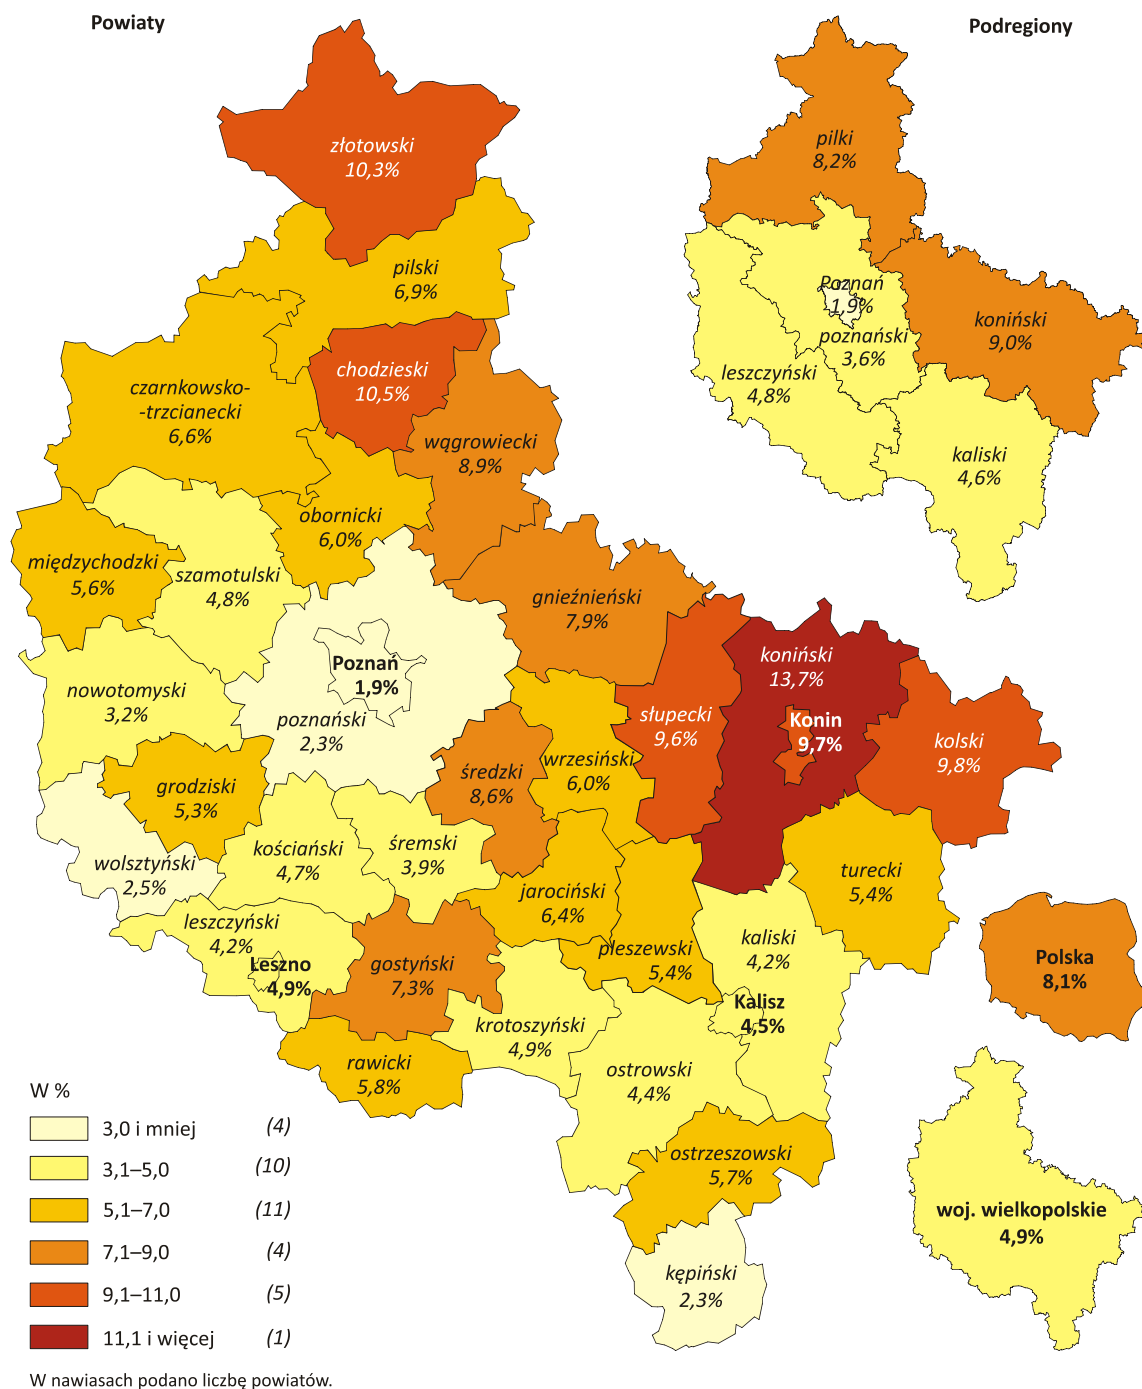 Powiaty
złotowski
10,3%
pilski
6,9%
chodzieski
10,5%
czarnkowsko-
-trzcianecki
6,6%
wągrowiecki
8,9%
obornicki
6,0%
międzychodzki
5,6%
szamotulski
4,8%
gnieźnieński
7,9%
Poznań
1,9%
poznański
2,3%
nowotomyski
3,2%
koniński
13,7%
Konin
9,7%
słupecki
9,6%
kolski
9,8%
wrzesiński
6,0%
średzki
8,6%
grodziski
5,3%
wolsztyński
2,5%
kościański
4,7%
śremski
3,9%
jarociński
6,4%
turecki
5,4%
leszczyński
4,2%
Leszno
4,9%
gostyński
7,3%
pleszewski
5,4%
kaliski
4,2%
Kalisz
4,5%
krotoszyński
4,9%
rawicki
5,8%
ostrowski
4,4%
ostrzeszowski
5,7%
kępiński
2,3%
Podregiony
pilki
8,2%
Poznań
1,9%
poznański
3,6%
koniński
9,0%
leszczyński
4,8%
kaliski
4,6%
Polska
8,1%
woj. wielkopolskie
4,9%
W %
3,0 i mniej (4)
3,1–5,0 (10)
5,1–7,0 (11)
7,1–9,0 (4)
9,1–11,0 (5)
11,1 i więcej (1)
W nawiasach podano liczbę powiatów.